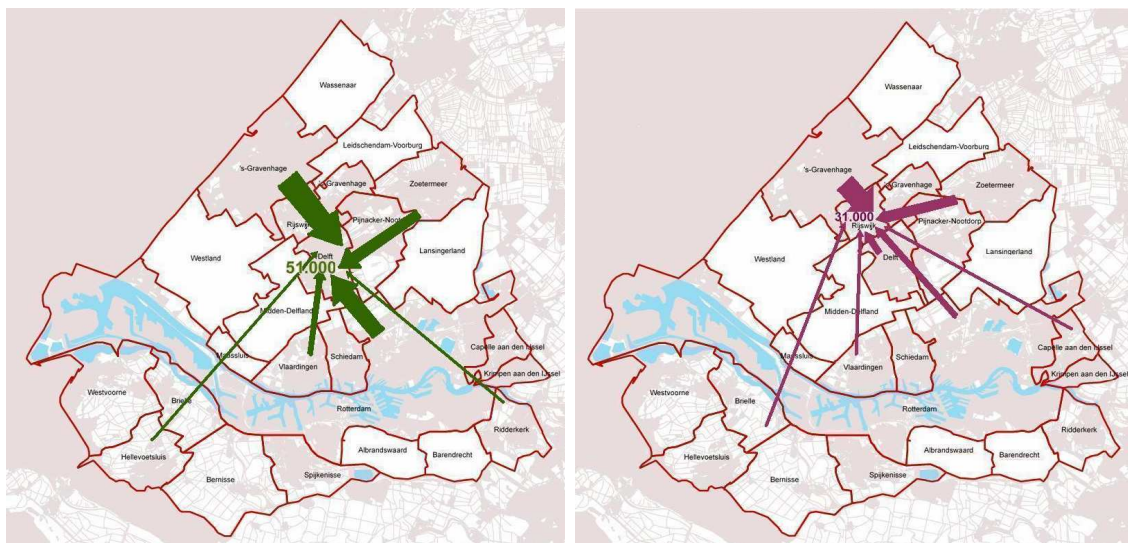 Wassenaar
Leidschendam-Voorburg
's-Gravenhage
's-Gravenhage
Zoetermeer
Rijswijk
Pijnacker-Nootdorp
Lansingerland
Westland
Delft
51.000
Midden-Delfland
Maassluis
Vlaardingen
Schiedam
Capelle aan den IJssel
Krimpen aan den IJssel
Westvoorne
Brielle
Rotterdam
Ridderkerk
Hellevoetsluis
Albrandswaard
Barendrecht
Bernisse
Spijkenisse
Wassenaar
Leidschendam-Voorburg
's-Gravenhage
's-Gravenhage
Zoetermeer
31.000
Rijswijk
Pijnacker-Nootdorp
Lansingerland
Westland
Delft
Midden-Delfland
Maassluis
Vlaardingen
Schiedam
Capelle aan den IJssel
Krimpen aan den IJssel
Westvoorne
Brielle
Rotterdam
Ridderkerk
Hellevoetsluis
Albrandswaard
Barendrecht
Bernisse
Spijkenisse